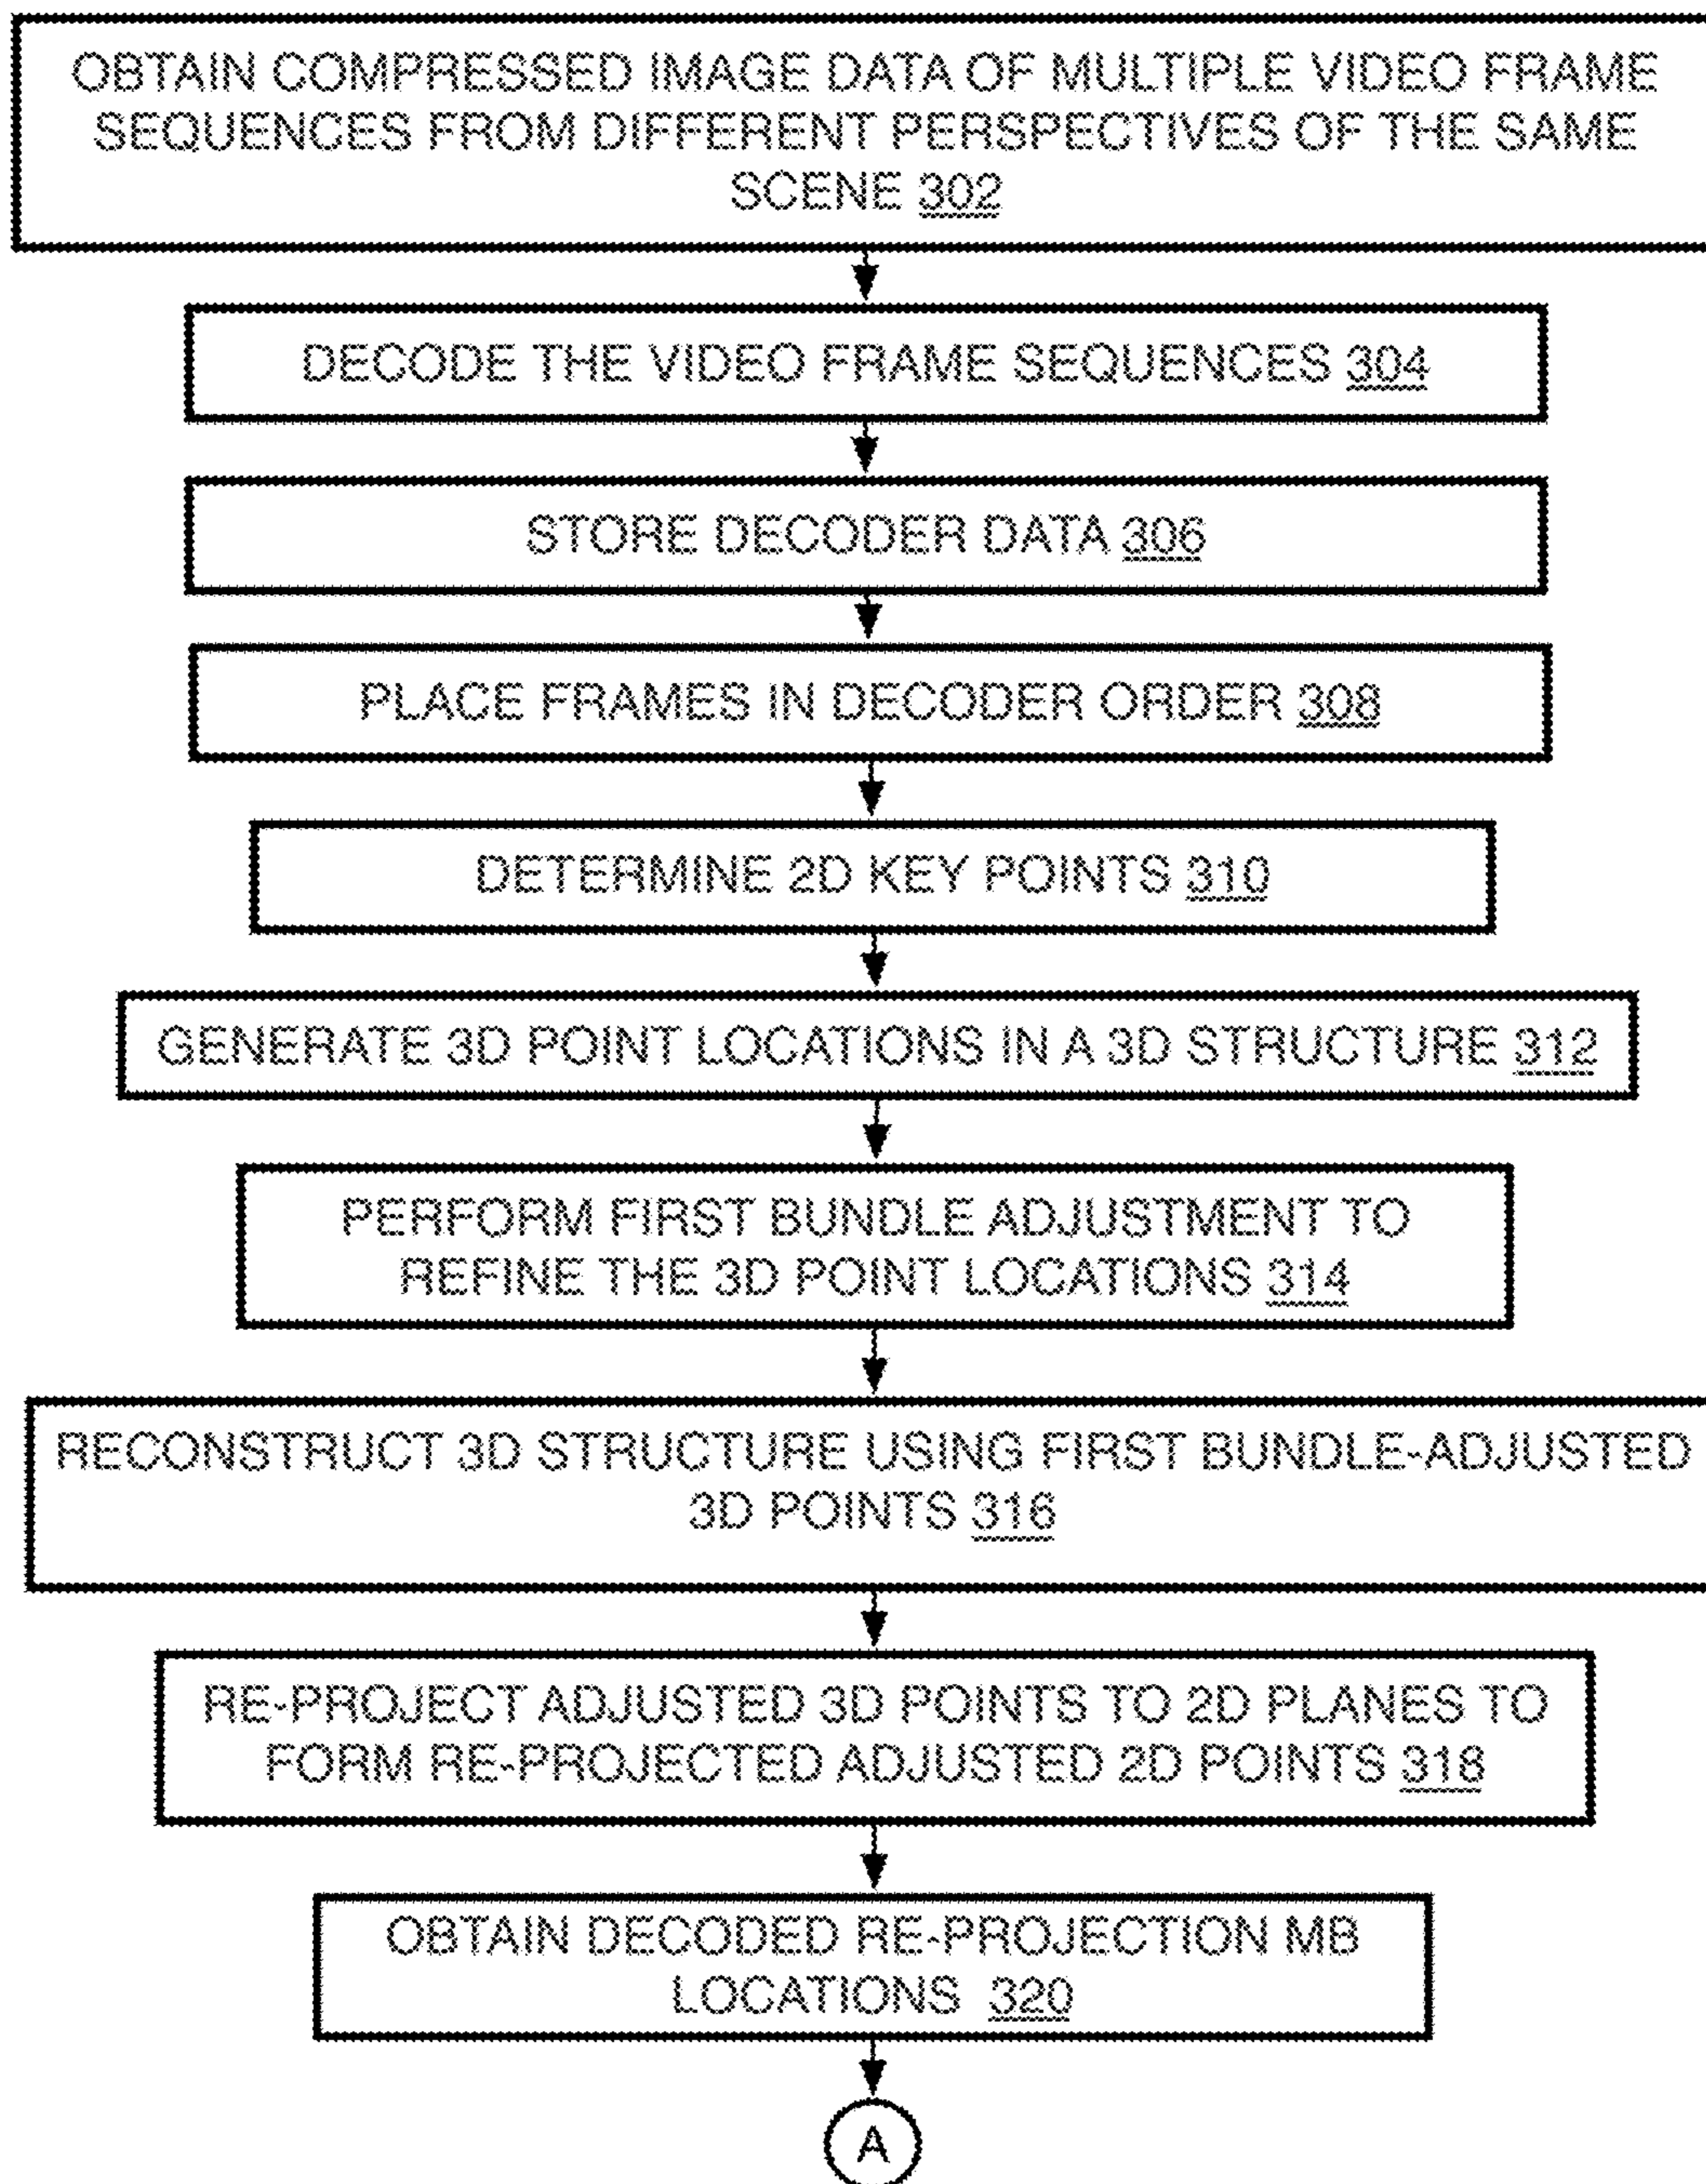 OBTAIN COMPRESSED IMAGE DATA OF MULTIPLE VIDEO FRAME
SEQUENCES FROM DIFFERENT PERSPECTIVES OF THE SAME
SCENE 302
DECODE THE VIDEO FRAME SEQUENCES 304
STORE DECODER DATA 306
PLACE FRAMES IN DECODER ORDER 308
DETERMINE 2D KEY POINTS 310
GENERATE 3D POINT LOCATIONS IN A 3D STRUCTURE 312
PERFORM FIRST BUNDLE ADJUSTMENT TO
REFINE THE 3D POINT LOCATIONS 314
RECONSTRUCT 3D STRUCTURE USING FIRST BUNDLE-ADJUSTED
3D POINTS 316
RE-PROJECT ADJUSTED 3D POINTS TO 2D PLANES TO
FORM RE-PROJECTED ADJUSTED 2D POINTS 318
OBTAIN DECODED RE-PROJECTION MB
LOCATIONS 320
A